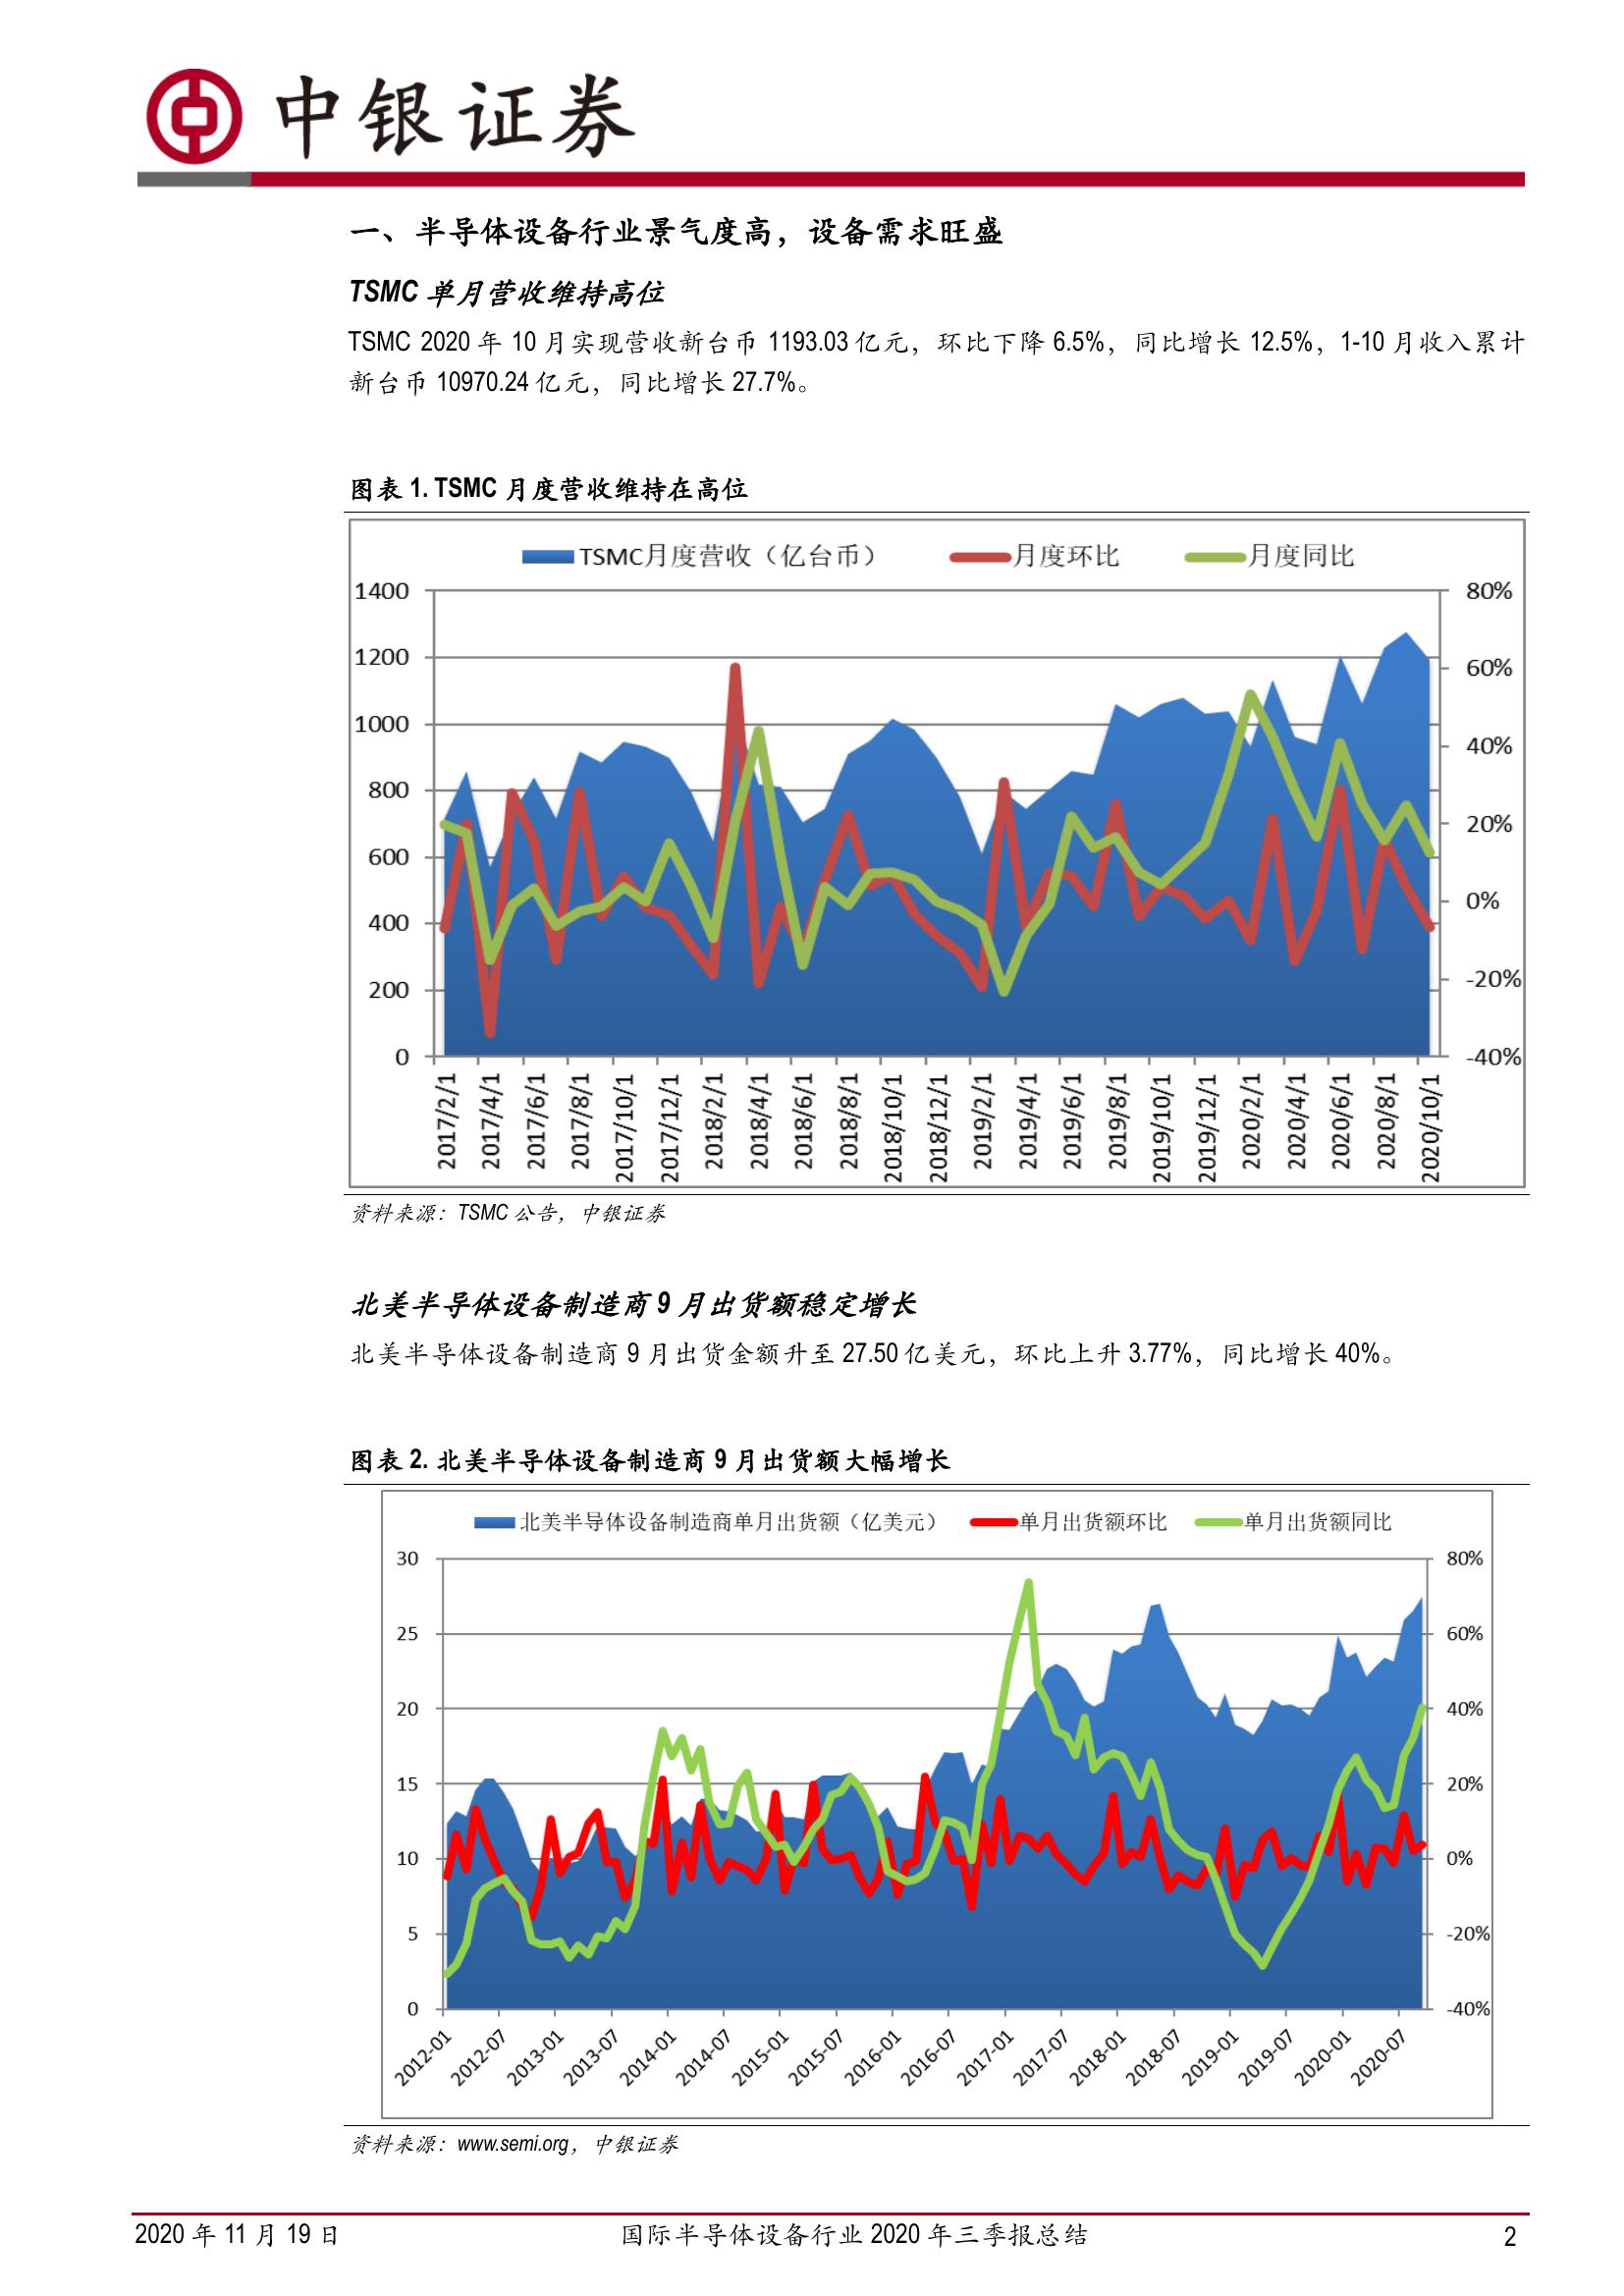 中银证券
一、半导体设备行业景气度高，设备需求旺盛
TSMC 单月营收维持高位
TSMC 2020 年 10 月实现营收新台币 1193.03 亿元，环比下降 6.5%，同比增长 12.5%，1-10 月收入累计
新台币 10970.24 亿元，同比增长 27.7%。
图表 1. TSMC 月度营收维持在高位
TSMC月度营收（亿台币） 月度环比 月度同比
1400 80%
1200 60%
1000 40%
800 20%
600 0%
400 -20%
200 -40%
0
2017/2/1 2017/4/1 2017/6/1 2017/8/1 2017/10/1 2017/12/1 2018/2/1 2018/4/1 2018/6/1 2018/8/1 2018/10/1 2018/12/1 2019/2/1 2019/4/1 2019/6/1 2019/8/1 2019/10/1 2019/12/1 2020/2/1 2020/4/1 2020/6/1 2020/8/1 2020/10/1
资料来源：TSMC 公告，中银证券
北美半导体设备制造商 9 月出货额稳定增长
北美半导体设备制造商 9 月出货金额升至 27.50 亿美元，环比上升 3.77%，同比增长 40%。
图表 2. 北美半导体设备制造商 9 月出货额大幅增长
北美半导体设备制造商单月出货额（亿美元） 单月出货额环比 单月出货额同比
30 80%
25 60%
20 40%
15 20%
10 0%
5 -20%
0 -40%
2012-01 2012-07 2013-01 2013-07 2014-01 2014-07 2015-01 2015-07 2016-01 2016-07 2017-01 2017-07 2018-01 2018-07 2019-01 2019-07 2020-01 2020-07
资料来源：www.semi.org，中银证券
2020 年 11 月 19 日 国际半导体设备行业 2020 年三季报总结 2